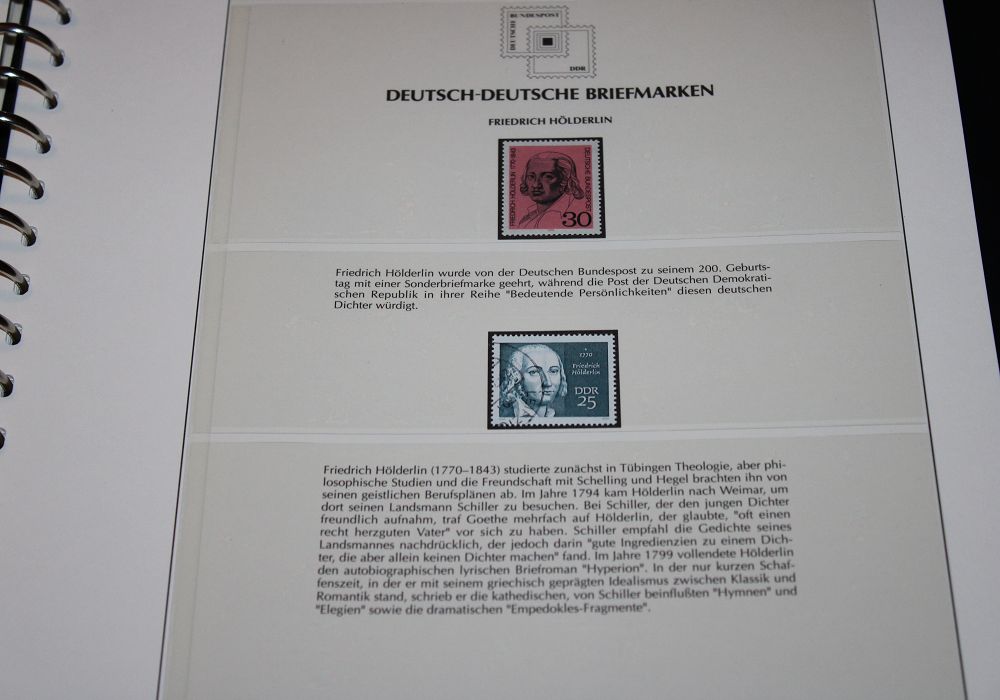 DEUTSCHE
BUNDESPOST
DDR
DEUTSCH-DEUTSCHE BRIEFMARKEN
FRIEDRICH HÖLDERLIN
FRIEDRICH HÖLDERLIN 1770-1843
DEUTSCHE BUNDESPOST
30
Friedrich Hölderlin wurde von der Deutschen Bundespost zu seinem 200. Geburts-
tag mit einer Sonderbriefmarke geehrt, während die Post der Deutschen Demokrati-
schen Republik in ihrer Reihe "Bedeutende Persönlichkeiten" diesen deutschen
Dichter würdigt.
1770
Friedrich
Hölderlin
DDR
25
Friedrich Hölderlin (1770–1843) studierte zunächst in Tübingen Theologie, aber phi-
losophische Studien und die Freundschaft mit Schelling und Hegel brachten ihn von
seinen geistlichen Berufsplänen ab. Im Jahre 1794 kam Hölderlin nach Weimar, um
dort seinen Landsmann Schiller zu besuchen. Bei Schiller, der den jungen Dichter
freundlich aufnahm, traf Goethe mehrfach auf Hölderlin, der glaubte, "oft einen
recht herzguten Vater" vor sich zu haben. Schiller empfahl die Gedichte seines
Landsmannes nachdrücklich, der jedoch darin "gute Ingredienzien zu einem Dich-
ter, die aber allein keinen Dichter machen" fand. Im Jahre 1799 vollendete Hölderlin
den autobiographischen lyrischen Briefroman "Hyperion". In der nur kurzen Schaf-
fenszeit, in der er mit seinem griechisch geprägten Idealismus zwischen Klassik und
Romantik stand, schrieb er die kathedischen, von Schiller beinflußten "Hymnen" und
"Elegien" sowie die dramatischen "Empedokles-Fragmente".